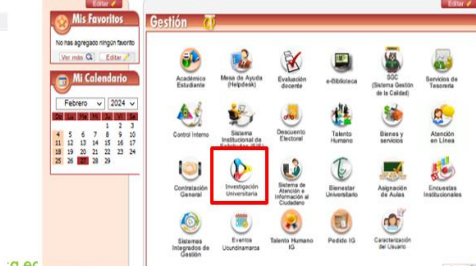 Editar
Mis Favoritos
No has agregado ningún favorito
Ver más
Editar
Mi Calendario
Febrero 2024
1 2 3
4 5 6 7 8 9 10
11 12 13 14 15 16 17
18 19 20 21 22 23 24
25 26 27 28 29
Editar
Gestión
Académico Estudiante
Mesa de Ayuda (Helpdesk)
Evaluación docente
e-Biblioteca
SGC (Sistema Gestión de la Calidad)
Servicios de Tesorería
Control Interno
Sistema Institucional de
Descuento Electoral
Talento Humano
Bienes y servicios
Atención en Línea
Contratación General
Investigación Universitaria
Sistema de Atención e Información al Ciudadano
Bienestar Universitario
Asignación de Aulas
Encuestas Institucionales
Sistemas Integrados de Gestión
Eventos Ucundinamarca
Talento Humano IG
Pedido IG
Caracterización del Usuario